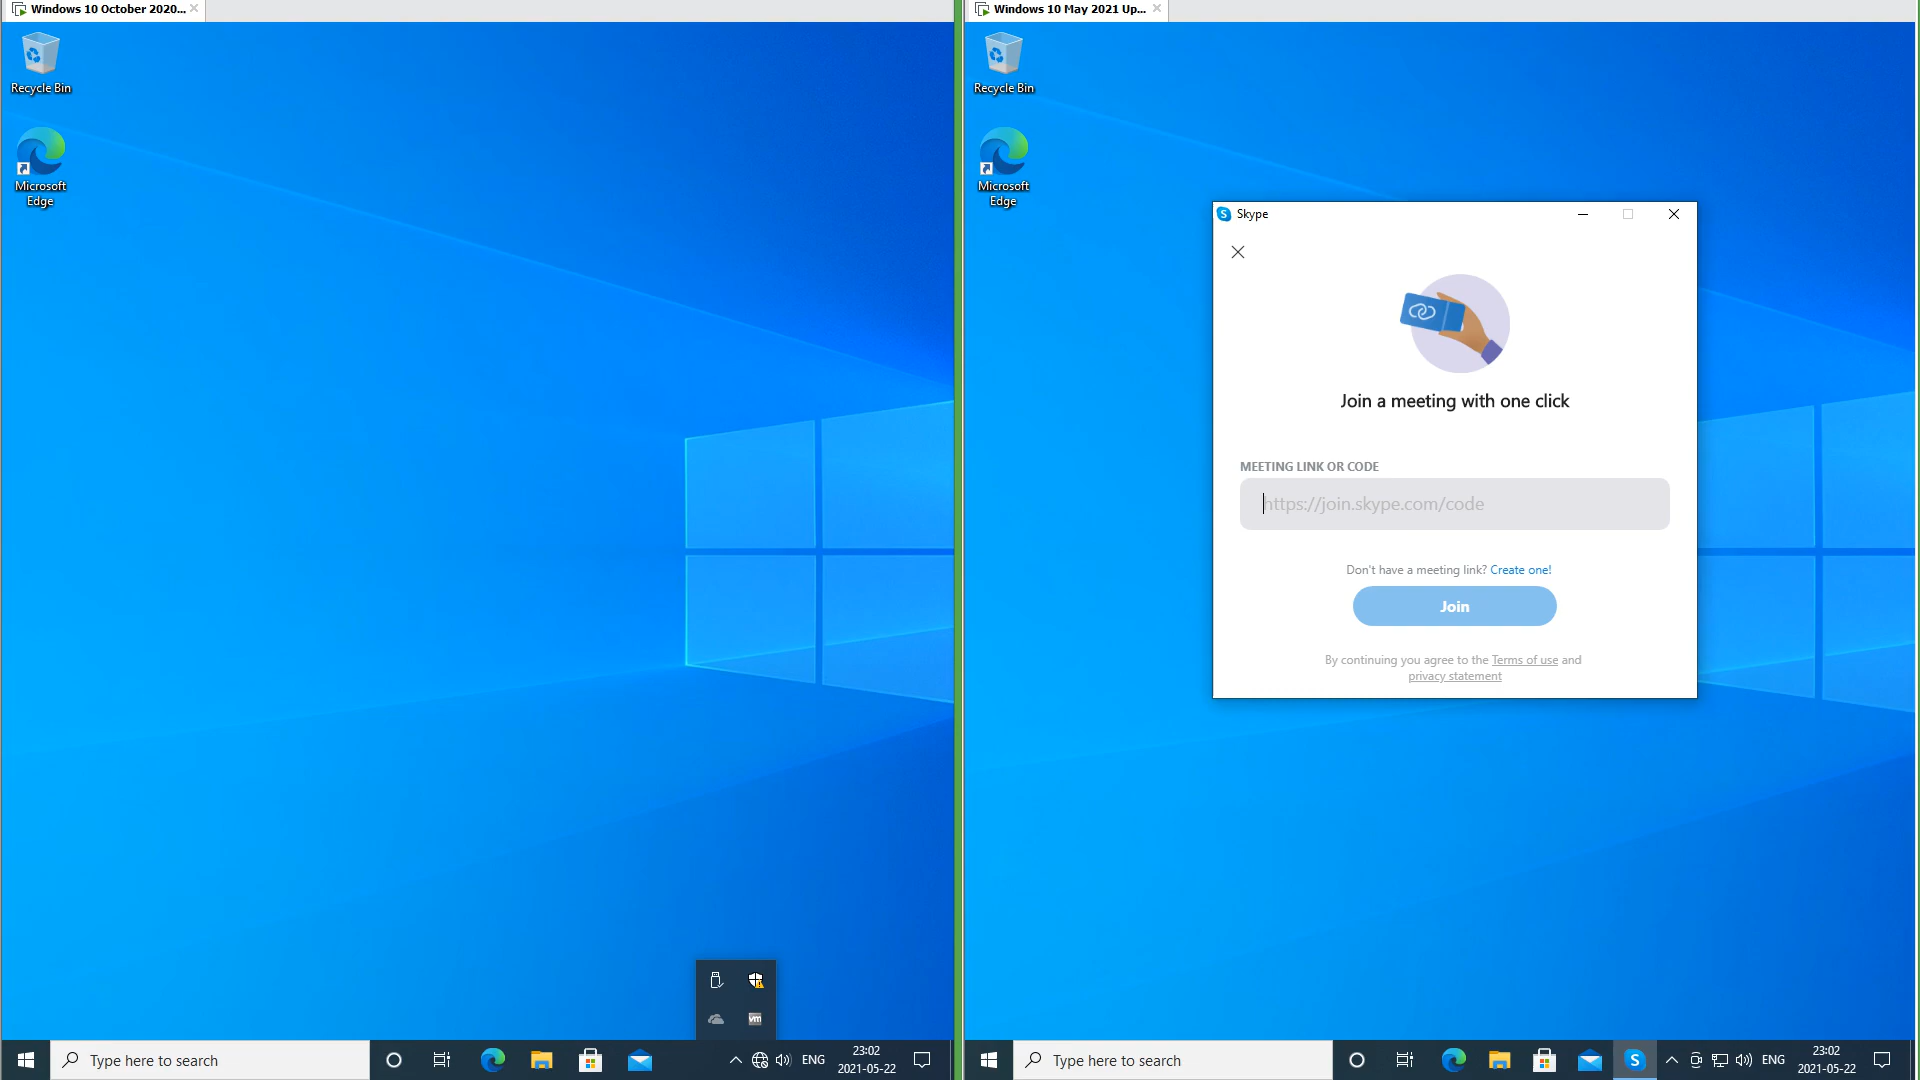 Windows 10 October 2020...
Recycle Bin
Microsoft
Edge
vm
Type here to search
ENG
23:02
2021-05-22
Windows 10 May 2021 Up...
Recycle Bin
Microsoft
Edge
S Skype
Join a meeting with one click
MEETING LINK OR CODE
https://join.skype.com/code
Don't have a meeting link? Create one!
Join
By continuing you agree to the Terms of use and
privacy statement
Type here to search
S
ENG
23:02
2021-05-22